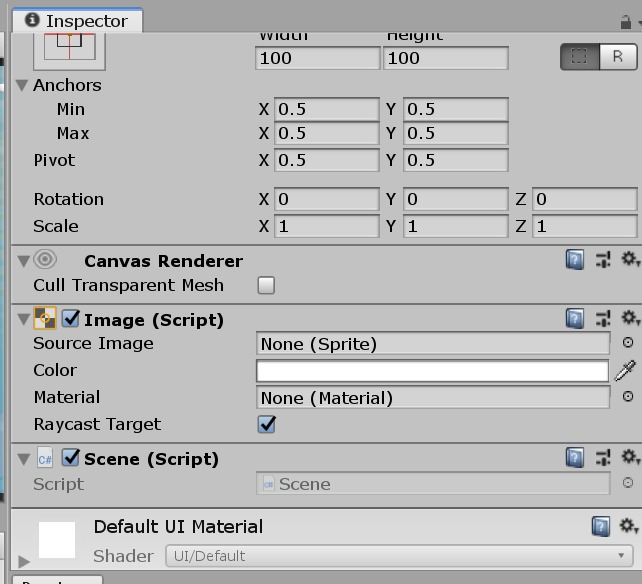 Inspector
Width Height
100 100
R
Anchors
Min X 0.5 Y 0.5
Max X 0.5 Y 0.5
Pivot X 0.5 Y 0.5
Rotation X 0 Y 0 Z 0
Scale X 1 Y 1 Z 1
Canvas Renderer
Cull Transparent Mesh
Image (Script)
Source Image None (Sprite)
Color
Material None (Material)
Raycast Target
C# Scene (Script)
Script Scene
Default UI Material
Shader UI/Default